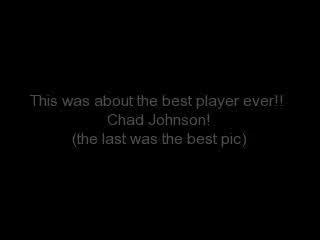 This was about the best player ever!!
Chad Johnson!
(the last was the best pic)